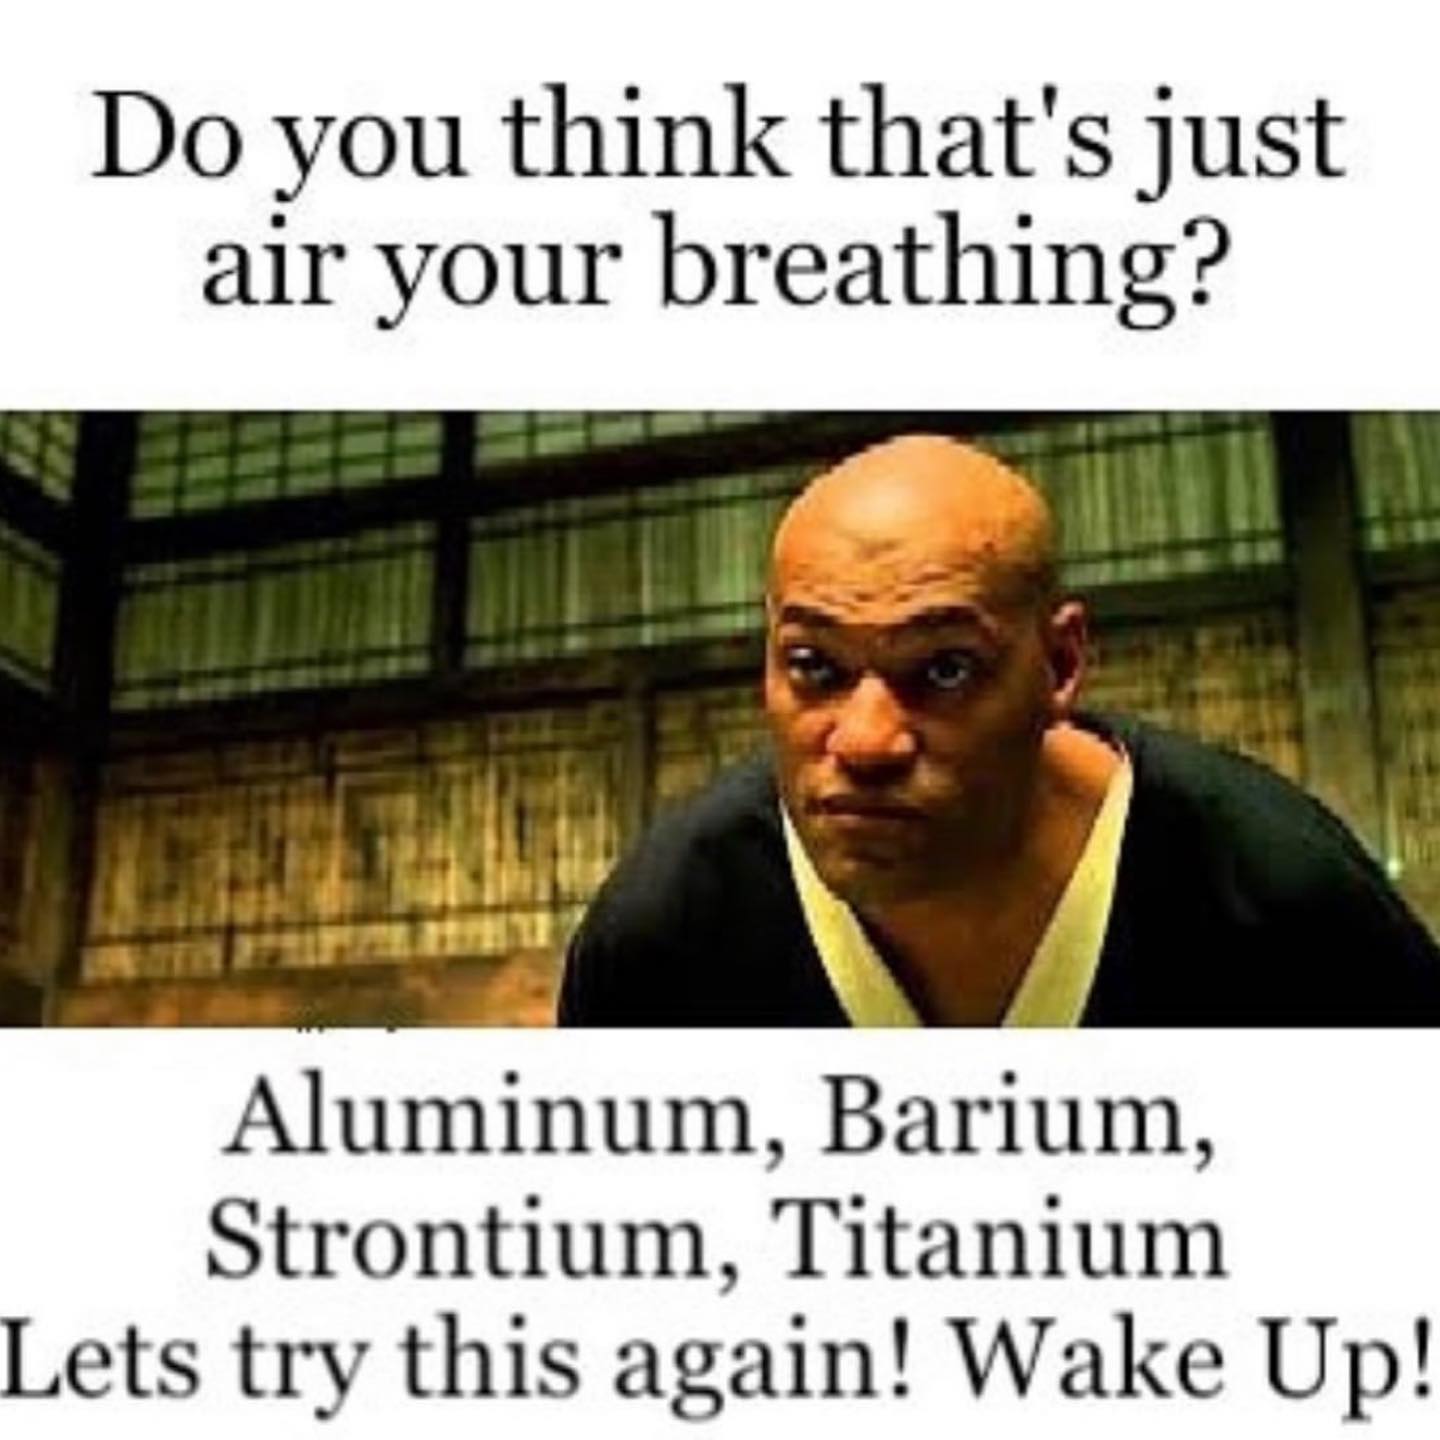 Do you think that's just
air your breathing?
Aluminum, Barium,
Strontium, Titanium
Lets try this again! Wake Up!